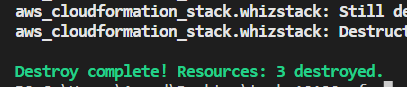 aws_cloudformation_stack.whizstack: Still de
aws_cloudformation_stack.whizstack: Destruct
Destroy complete! Resources: 3 destroyed.